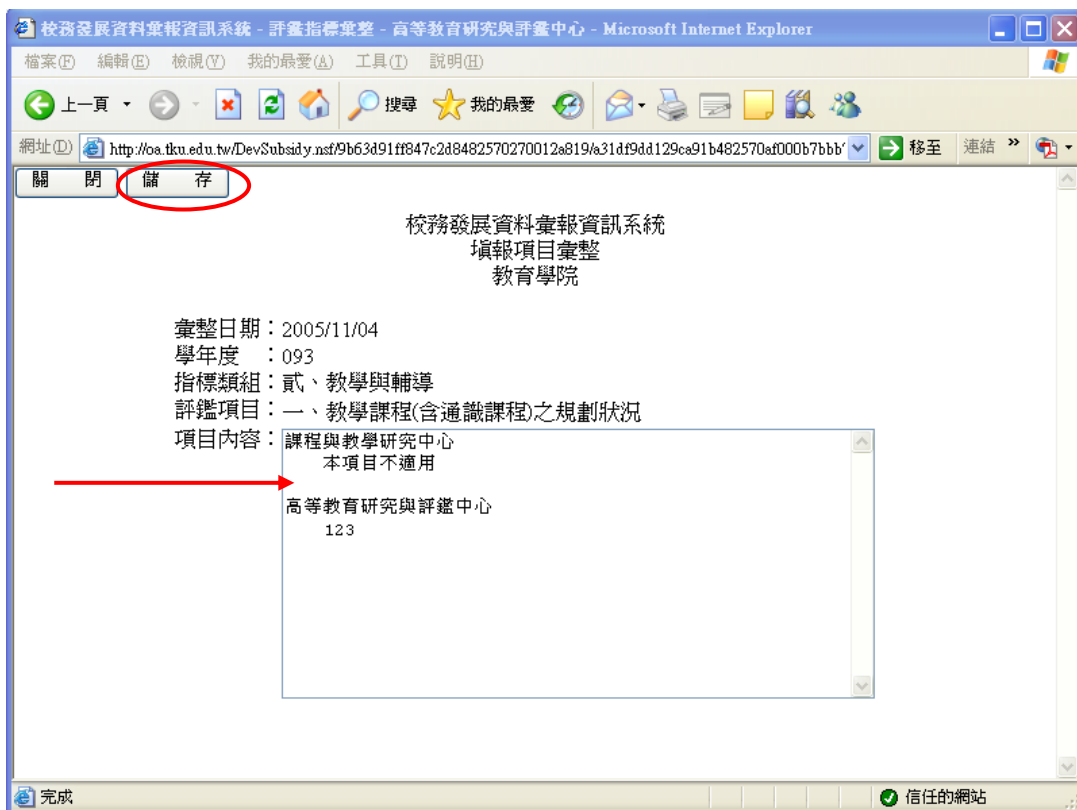 校務發展資料彙報資訊系統 - 評鑑指標彙整 - 高等教育研究與評鑑中心 - Microsoft Internet Explorer
檔案(F) 編輯(E) 檢視(V) 我的最愛(A) 工具(T) 說明(H)
上一頁 搜尋 我的最愛
網址(D) http://oa.tku.edu.tw/DevSubsidy.nsf/9b63d91ff847c2d8482570270012a819/a31df9dd129ca91b482570af000b7bbb 移至 連結 »
關 閉 儲 存
校務發展資料彙報資訊系統
填報項目彙整
教育學院
彙整日期：2005/11/04
學年度 ：093
指標類組：貳、教學與輔導
評鑑項目：一、教學課程(含通識課程)之規劃狀況
項目內容：課程與教學研究中心
本項目不適用
高等教育研究與評鑑中心
123
完成 信任的網站